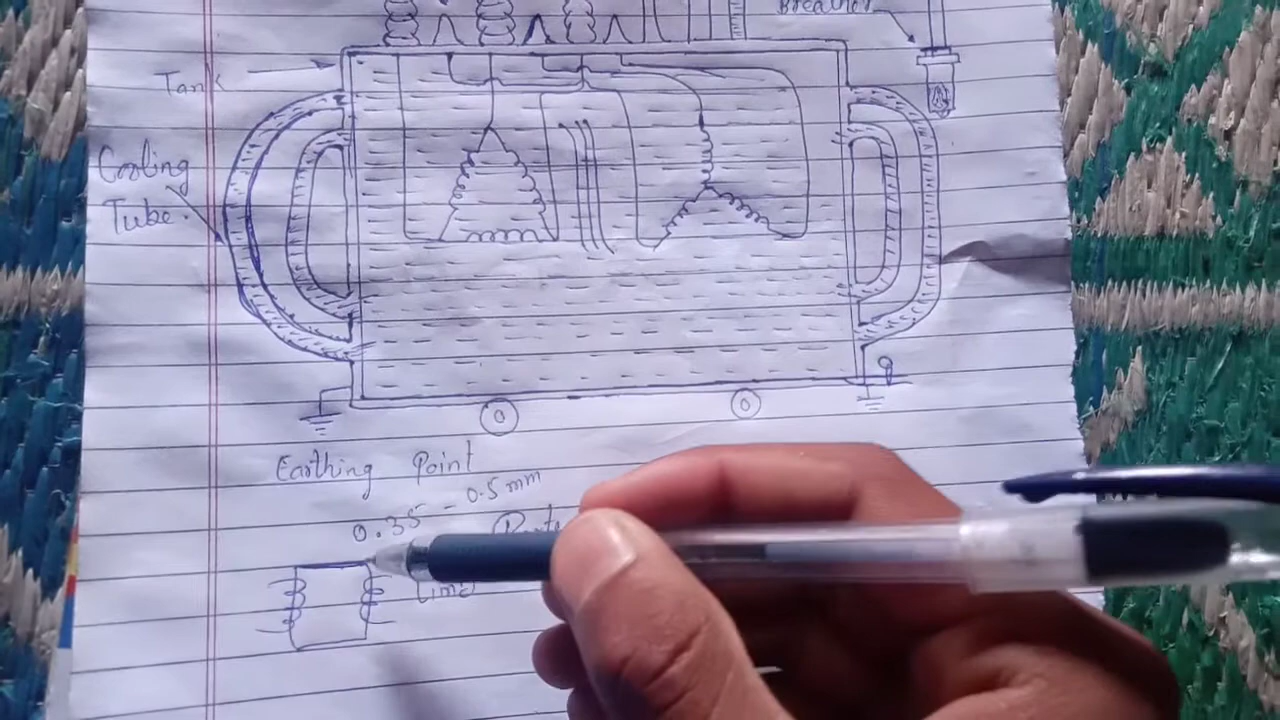 Breather
Tank
Cooling
Tube.
Earthing Point
0.35 - 0.5 mm